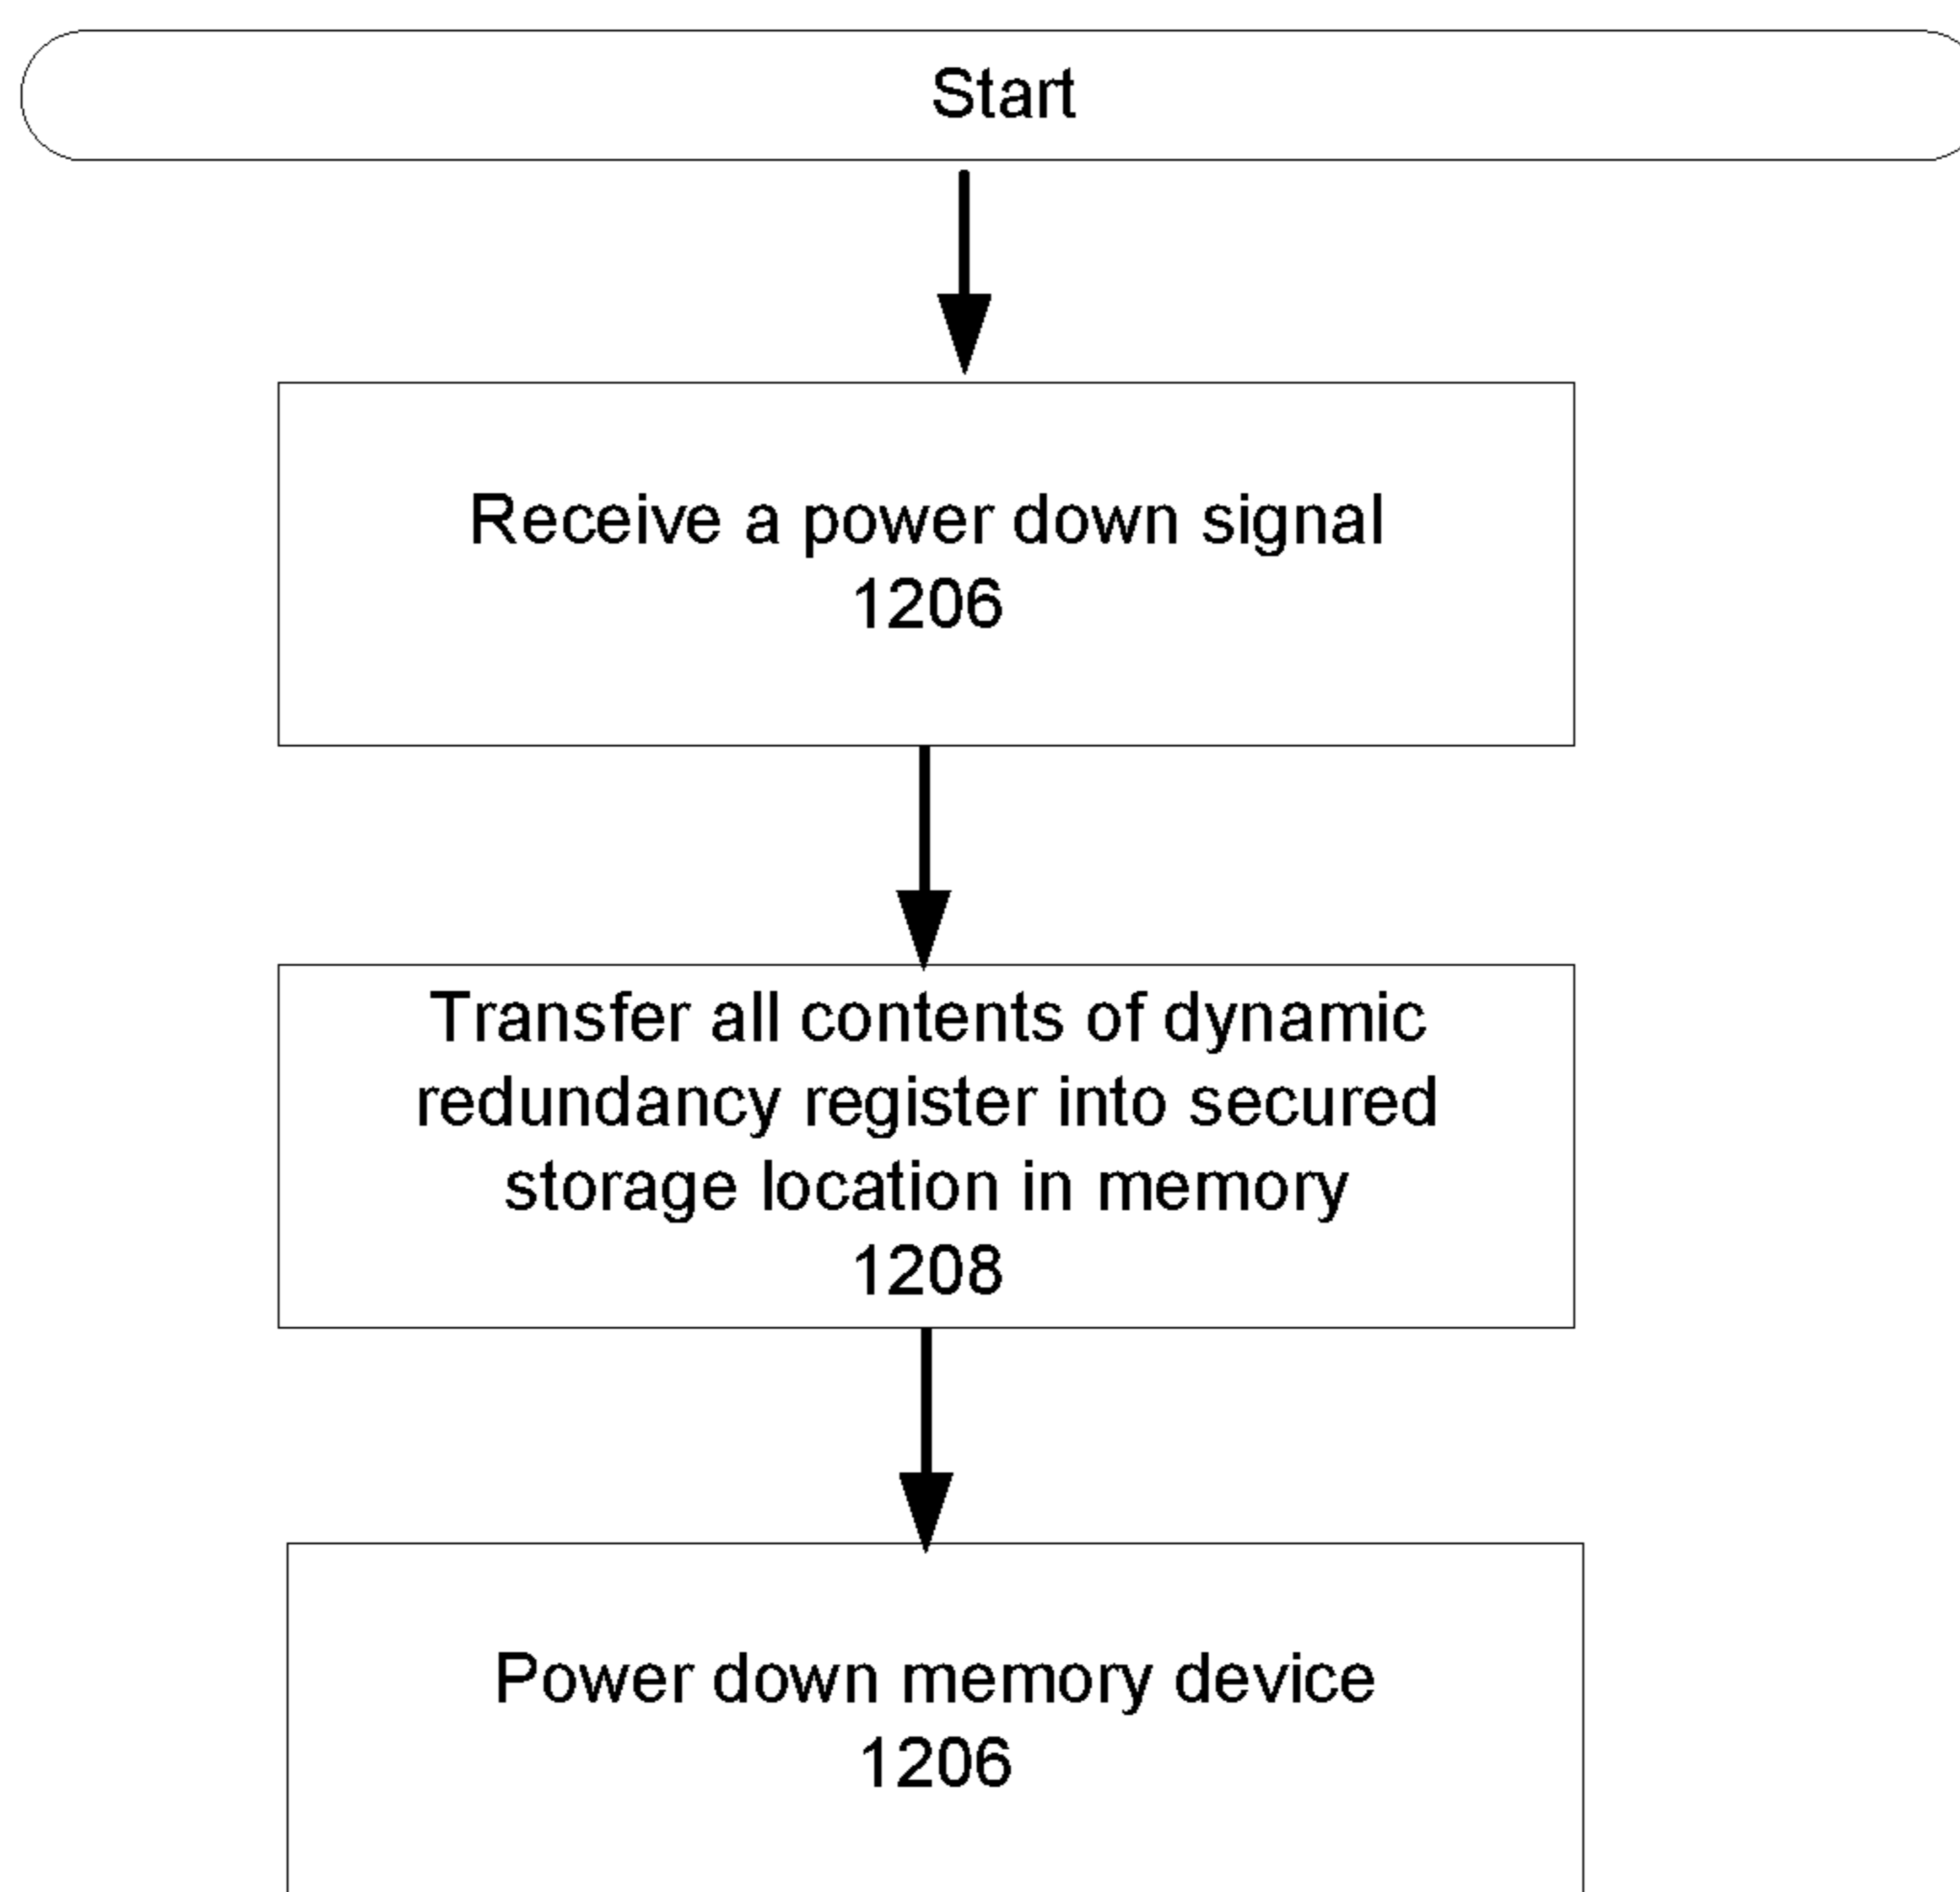 Start
Receive a power down signal
1206
Transfer all contents of dynamic
redundancy register into secured
storage location in memory
1208
Power down memory device
1206